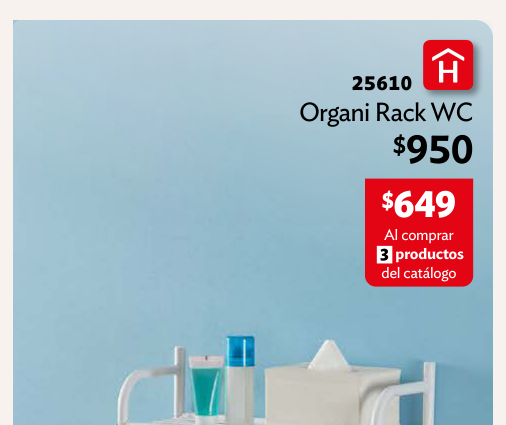 H
25610
Organi Rack WC
$950
$649
Al comprar
3 productos
del catálogo